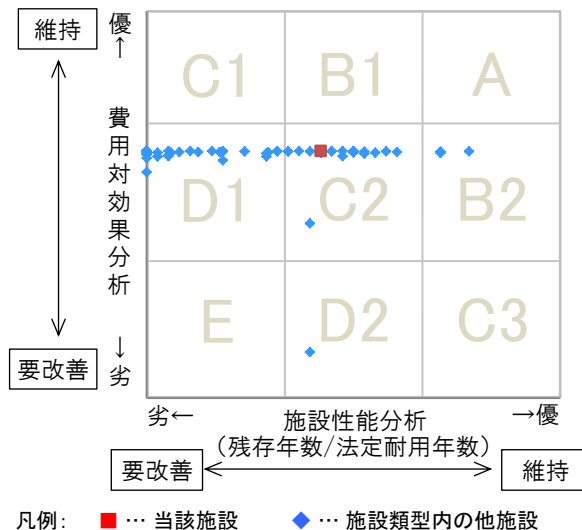 維持
優←
C1 B1 A
費用対効果分析
D1 C2 B2
E D2 C3
要改善
←劣
劣← 施設性能分析 →優
（残存年数/法定耐用年数）
要改善 維持
凡例： ■ … 当該施設 ◆ … 施設類型内の他施設